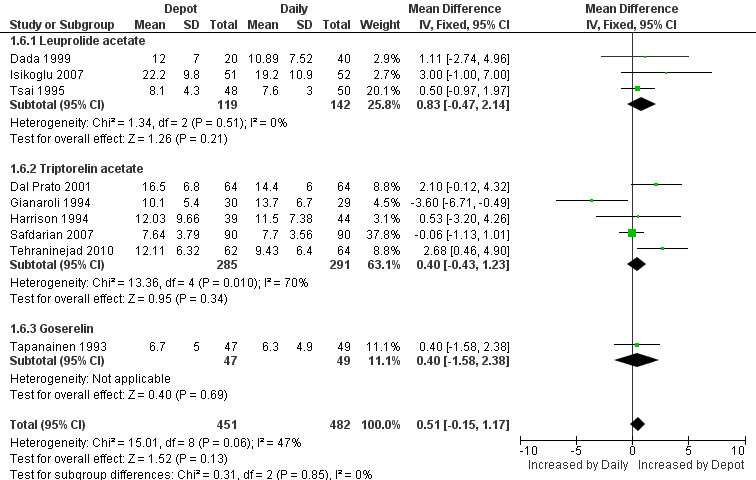 Depot Daily Mean Difference Mean Difference
Study or Subgroup Mean SD Total Mean SD Total Weight IV, Fixed, 95% CI IV, Fixed, 95% CI
1.6.1 Leuprolide acetate
Dada 1999 12 7 20 10.89 7.52 40 2.9% 1.11 [-2.74, 4.96]
Isikoglu 2007 22.2 9.8 51 19.2 10.9 52 2.7% 3.00 [-1.00, 7.00]
Tsai 1995 8.1 4.3 48 7.6 3 50 20.1% 0.50 [-0.97, 1.97]
Subtotal (95% CI) 119 142 25.8% 0.83 [-0.47, 2.14]
Heterogeneity: Chi² = 1.34, df = 2 (P = 0.51); I² = 0%
Test for overall effect: Z = 1.26 (P = 0.21)
1.6.2 Triptorelin acetate
Dal Prato 2001 16.5 6.8 64 14.4 6 64 8.8% 2.10 [-0.12, 4.32]
Gianaroli 1994 10.1 5.4 30 13.7 6.7 29 4.5% -3.60 [-6.71, -0.49]
Harrison 1994 12.03 9.66 39 11.5 7.38 44 3.1% 0.53 [-3.20, 4.26]
Safdarian 2007 7.64 3.79 90 7.7 3.56 90 37.8% -0.06 [-1.13, 1.01]
Tehraninejad 2010 12.11 6.32 62 9.43 6.4 64 8.8% 2.68 [0.46, 4.90]
Subtotal (95% CI) 285 291 63.1% 0.40 [-0.43, 1.23]
Heterogeneity: Chi² = 13.36, df = 4 (P = 0.010); I² = 70%
Test for overall effect: Z = 0.95 (P = 0.34)
1.6.3 Goserelin
Tapanainen 1993 6.7 5 47 6.3 4.9 49 11.1% 0.40 [-1.58, 2.38]
Subtotal (95% CI) 47 49 11.1% 0.40 [-1.58, 2.38]
Heterogeneity: Not applicable
Test for overall effect: Z = 0.40 (P = 0.69)
Total (95% CI) 451 482 100.0% 0.51 [-0.15, 1.17]
Heterogeneity: Chi² = 15.01, df = 8 (P = 0.06); I² = 47%
Test for overall effect: Z = 1.52 (P = 0.13)
Test for subgroup differences: Chi² = 0.31, df = 2 (P = 0.85), I² = 0%
-10 -5 0 5 10
Increased by Daily Increased by Depot